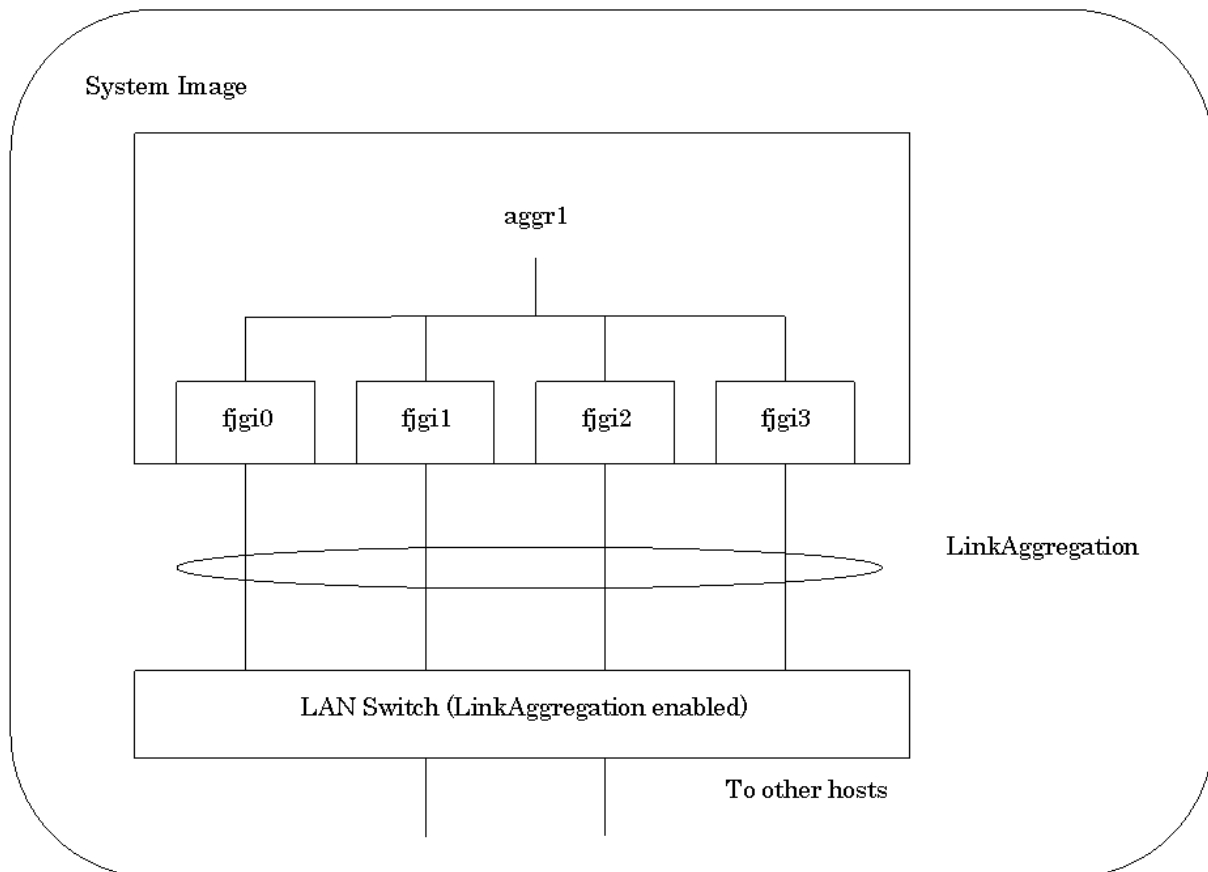 System Image
aggr1
fjgi0
fjgi1
fjgi2
fjgi3
LinkAggregation
LAN Switch (LinkAggregation enabled)
To other hosts